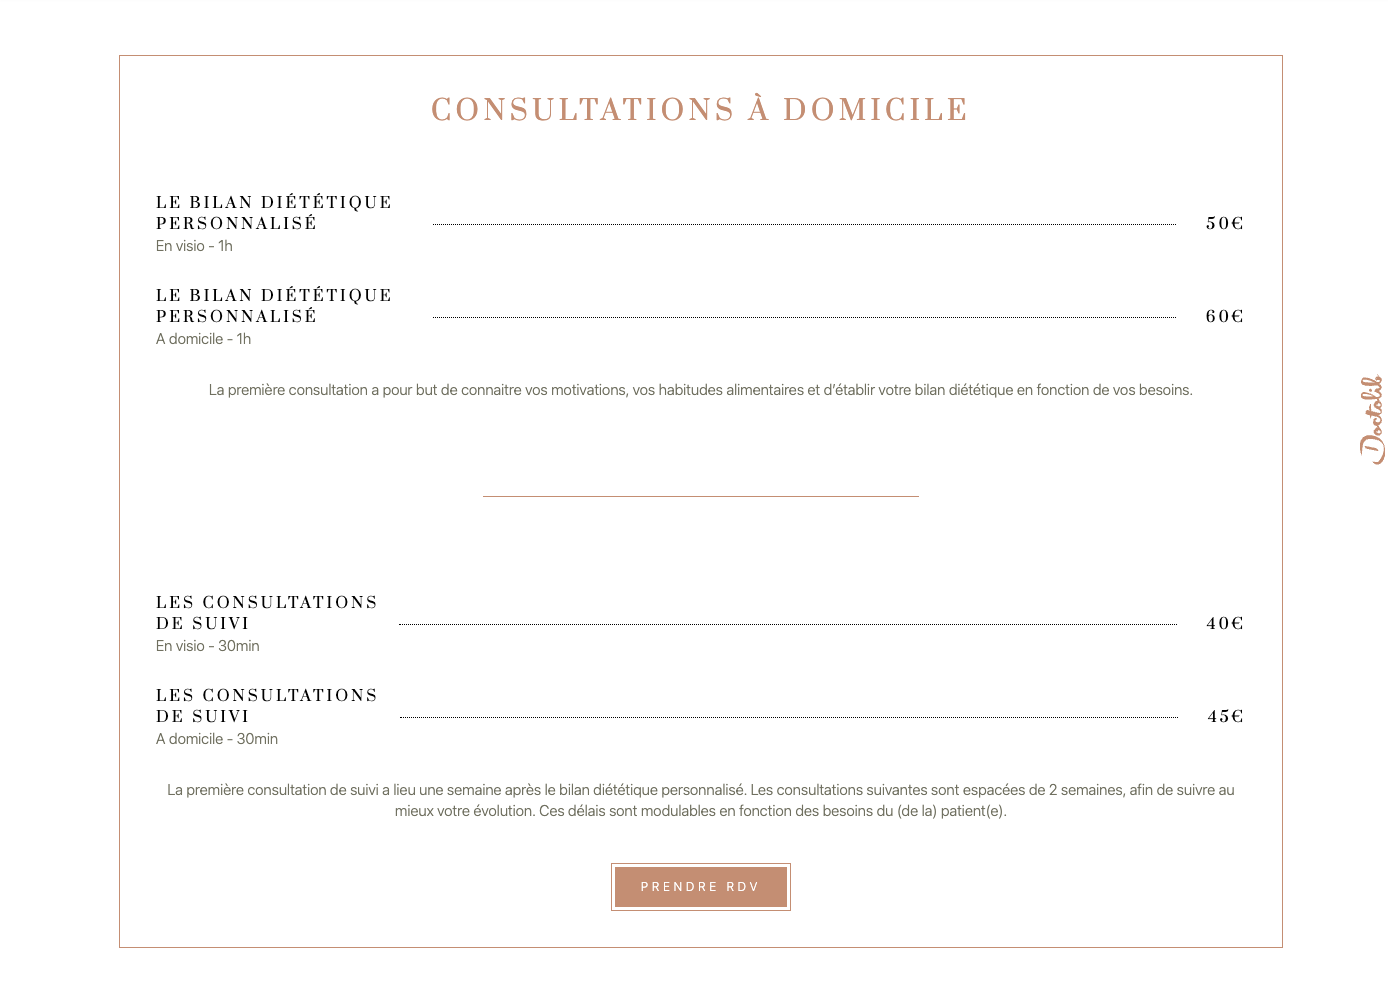 CONSULTATIONS À DOMICILE
LE BILAN DIÉTÉTIQUE
PERSONNALISÉ
50€
En visio - 1h
LE BILAN DIÉTÉTIQUE
PERSONNALISÉ
60€
A domicile - 1h
La première consultation a pour but de connaitre vos motivations, vos habitudes alimentaires et d'établir votre bilan diététique en fonction de vos besoins.
Doctolib
LES CONSULTATIONS
DE SUIVI
40€
En visio - 30min
LES CONSULTATIONS
DE SUIVI
45€
A domicile - 30min
La première consultation de suivi a lieu une semaine après le bilan diététique personnalisé. Les consultations suivantes sont espacées de 2 semaines, afin de suivre au
mieux votre évolution. Ces délais sont modulables en fonction des besoins du (de la) patient(e).
PRENDRE RDV